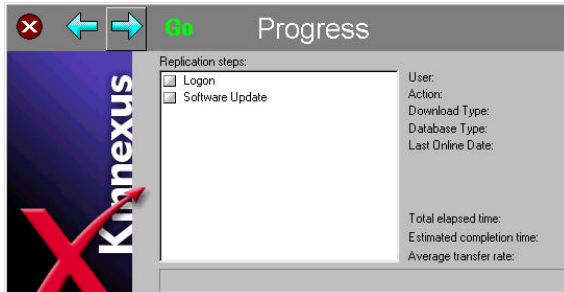 Go
Progress
Kinnexus
Replication steps:
Logon
Software Update
User:
Action:
Download Type:
Database Type:
Last Online Date:
Total elapsed time:
Estimated completion time:
Average transfer rate: